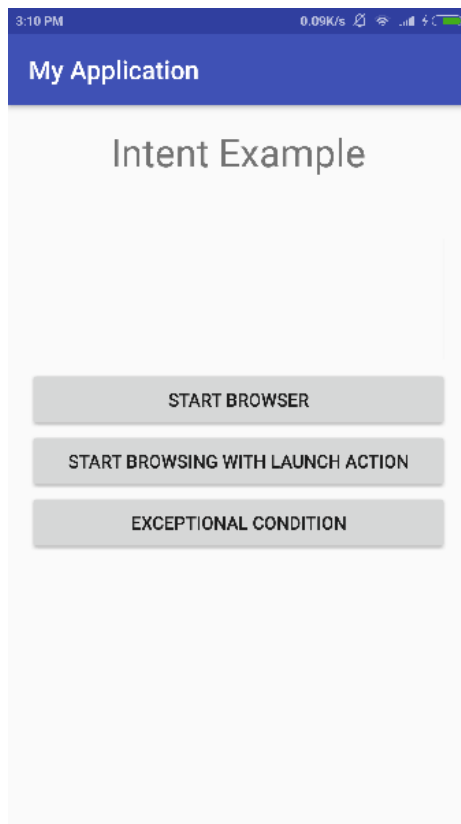 3:10 PM 0.09K/s
My Application
Intent Example
START BROWSER
START BROWSING WITH LAUNCH ACTION
EXCEPTIONAL CONDITION